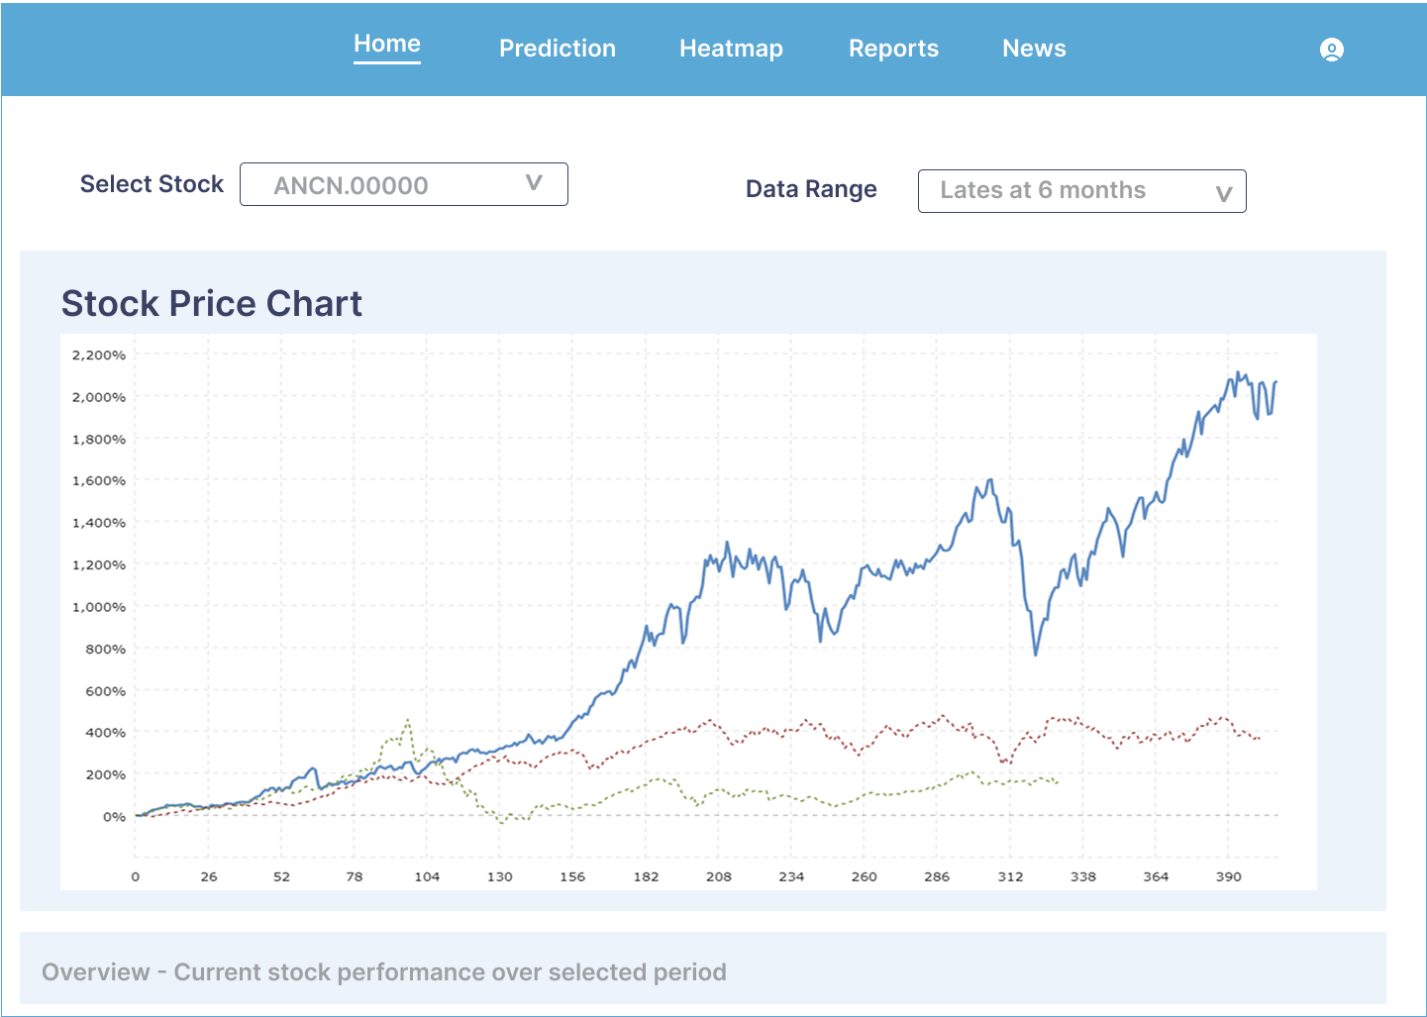 Home Prediction Heatmap Reports News
Select Stock ANCN.00000 V Data Range Lates at 6 months V
Stock Price Chart
2,200%
2,000%
1,800%
1,600%
1,400%
1,200%
1,000%
800%
600%
400%
200%
0%
0 26 52 78 104 130 156 182 208 234 260 286 312 338 364 390
Overview - Current stock performance over selected period